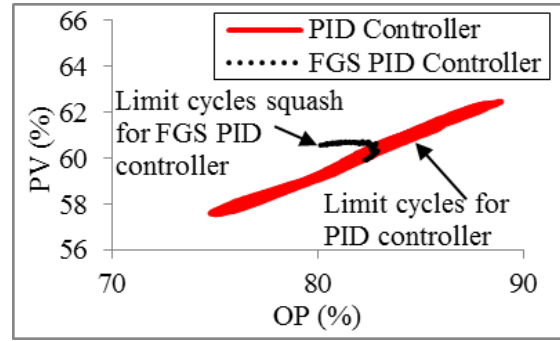 66
64
62
60
58
56
PV (%)
PID Controller
FGS PID Controller
Limit cycles squash
for FGS PID
controller
Limit cycles for
PID controller
70
80
90
OP (%)